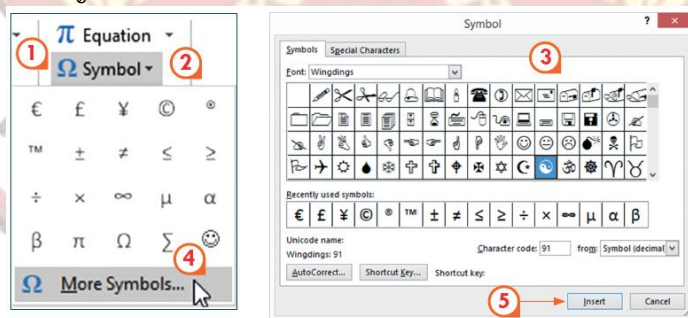 π Equation
1
Ω Symbol
2
€ £ ¥ © ®
TM ± ≠ ≤ ≥
÷ × ∞ µ α
β π Ω ∑ ☺
4
Ω More Symbols...
Symbol ? ×
Symbols Special Characters
3
Font: Wingdings
Recently used symbols:
€ £ ¥ © ® TM ± ≠ ≤ ≥ ÷ × ∞ µ α β
Unicode name:
Wingdings: 91
Character code: 91 from: Symbol (decimal
AutoCorrect... Shortcut Key... Shortcut key:
5
Insert Cancel